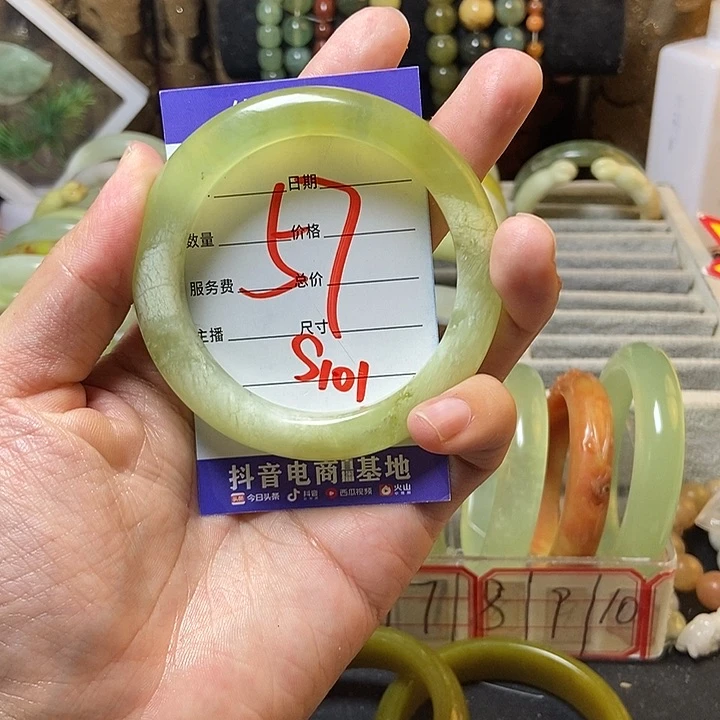 日期
数量 价格
57
服务费 总价
主播 尺寸
S101
抖音电商 基地
今日头条 抖音 西瓜视频 火山
7 8 9 10